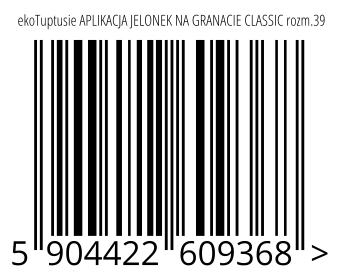 ekoTuptusie APLIKACJA JELONEK NA GRANACIE CLASSIC rozm.39
5 904422 609368 >